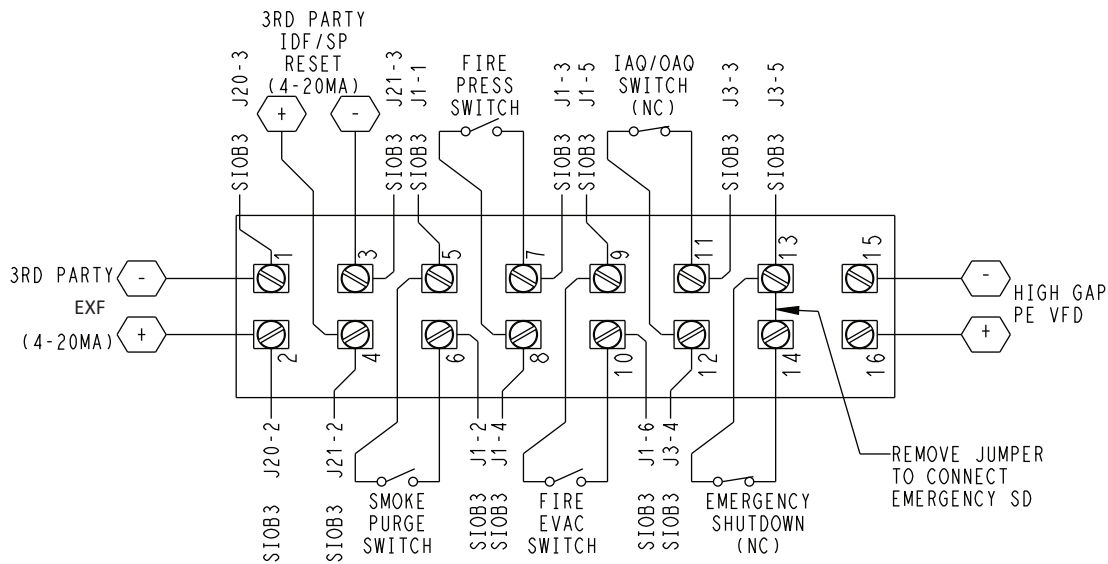 3RD PARTY
IDF/SP
RESET
(4-20MA)
+
-
SIOB3 J20-3
SIOB3 J21-3
SIOB3 J1-1
FIRE
PRESS
SWITCH
SIOB3 J1-3
SIOB3 J1-5
IAQ/OAQ
SWITCH
(NC)
SIOB3 J3-3
SIOB3 J3-5
1
3
5
7
9
11
13
15
3RD PARTY
EXF
(4-20MA)
-
+
-
+
HIGH GAP
PE VFD
2
4
6
8
10
12
14
16
SIOB3 J20-2
SIOB3 J21-2
SMOKE
PURGE
SWITCH
SIOB3 J1-2
SIOB3 J1-4
FIRE
EVAC
SWITCH
SIOB3 J1-6
SIOB3 J3-4
EMERGENCY
SHUTDOWN
(NC)
REMOVE JUMPER
TO CONNECT
EMERGENCY SD